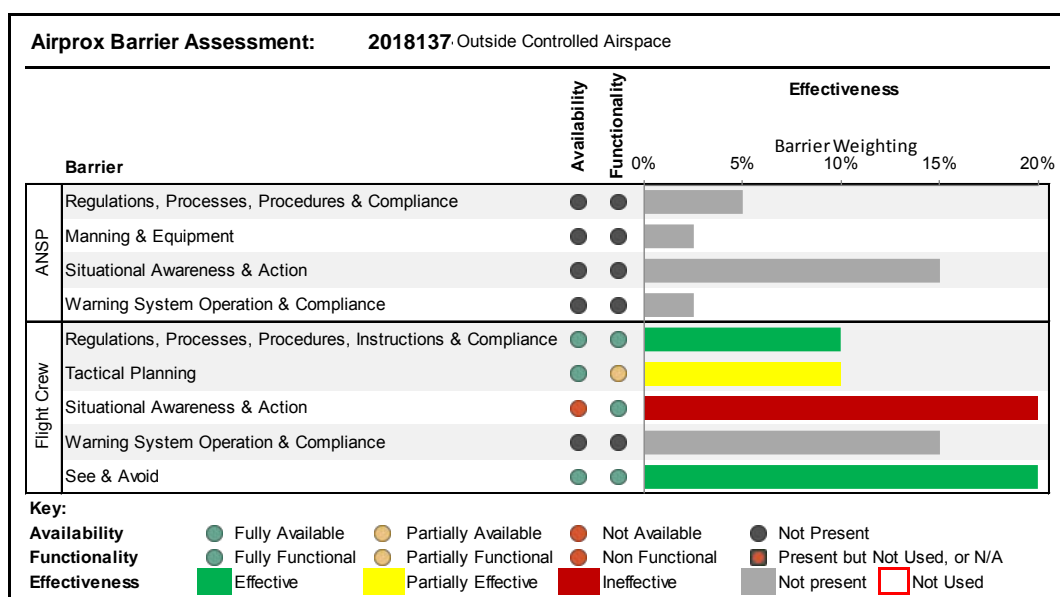 Airprox Barrier Assessment: 2018137 Outside Controlled Airspace
Availability
Functionality
Effectiveness
Barrier Weighting
Barrier
0% 5% 10% 15% 20%
ANSP
Regulations, Processes, Procedures & Compliance
Manning & Equipment
Situational Awareness & Action
Warning System Operation & Compliance
Flight Crew
Regulations, Processes, Procedures, Instructions & Compliance
Tactical Planning
Situational Awareness & Action
Warning System Operation & Compliance
See & Avoid
Key:
Availability Fully Available Partially Available Not Available Not Present
Functionality Fully Functional Partially Functional Non Functional Present but Not Used, or N/A
Effectiveness Effective Partially Effective Ineffective Not present Not Used